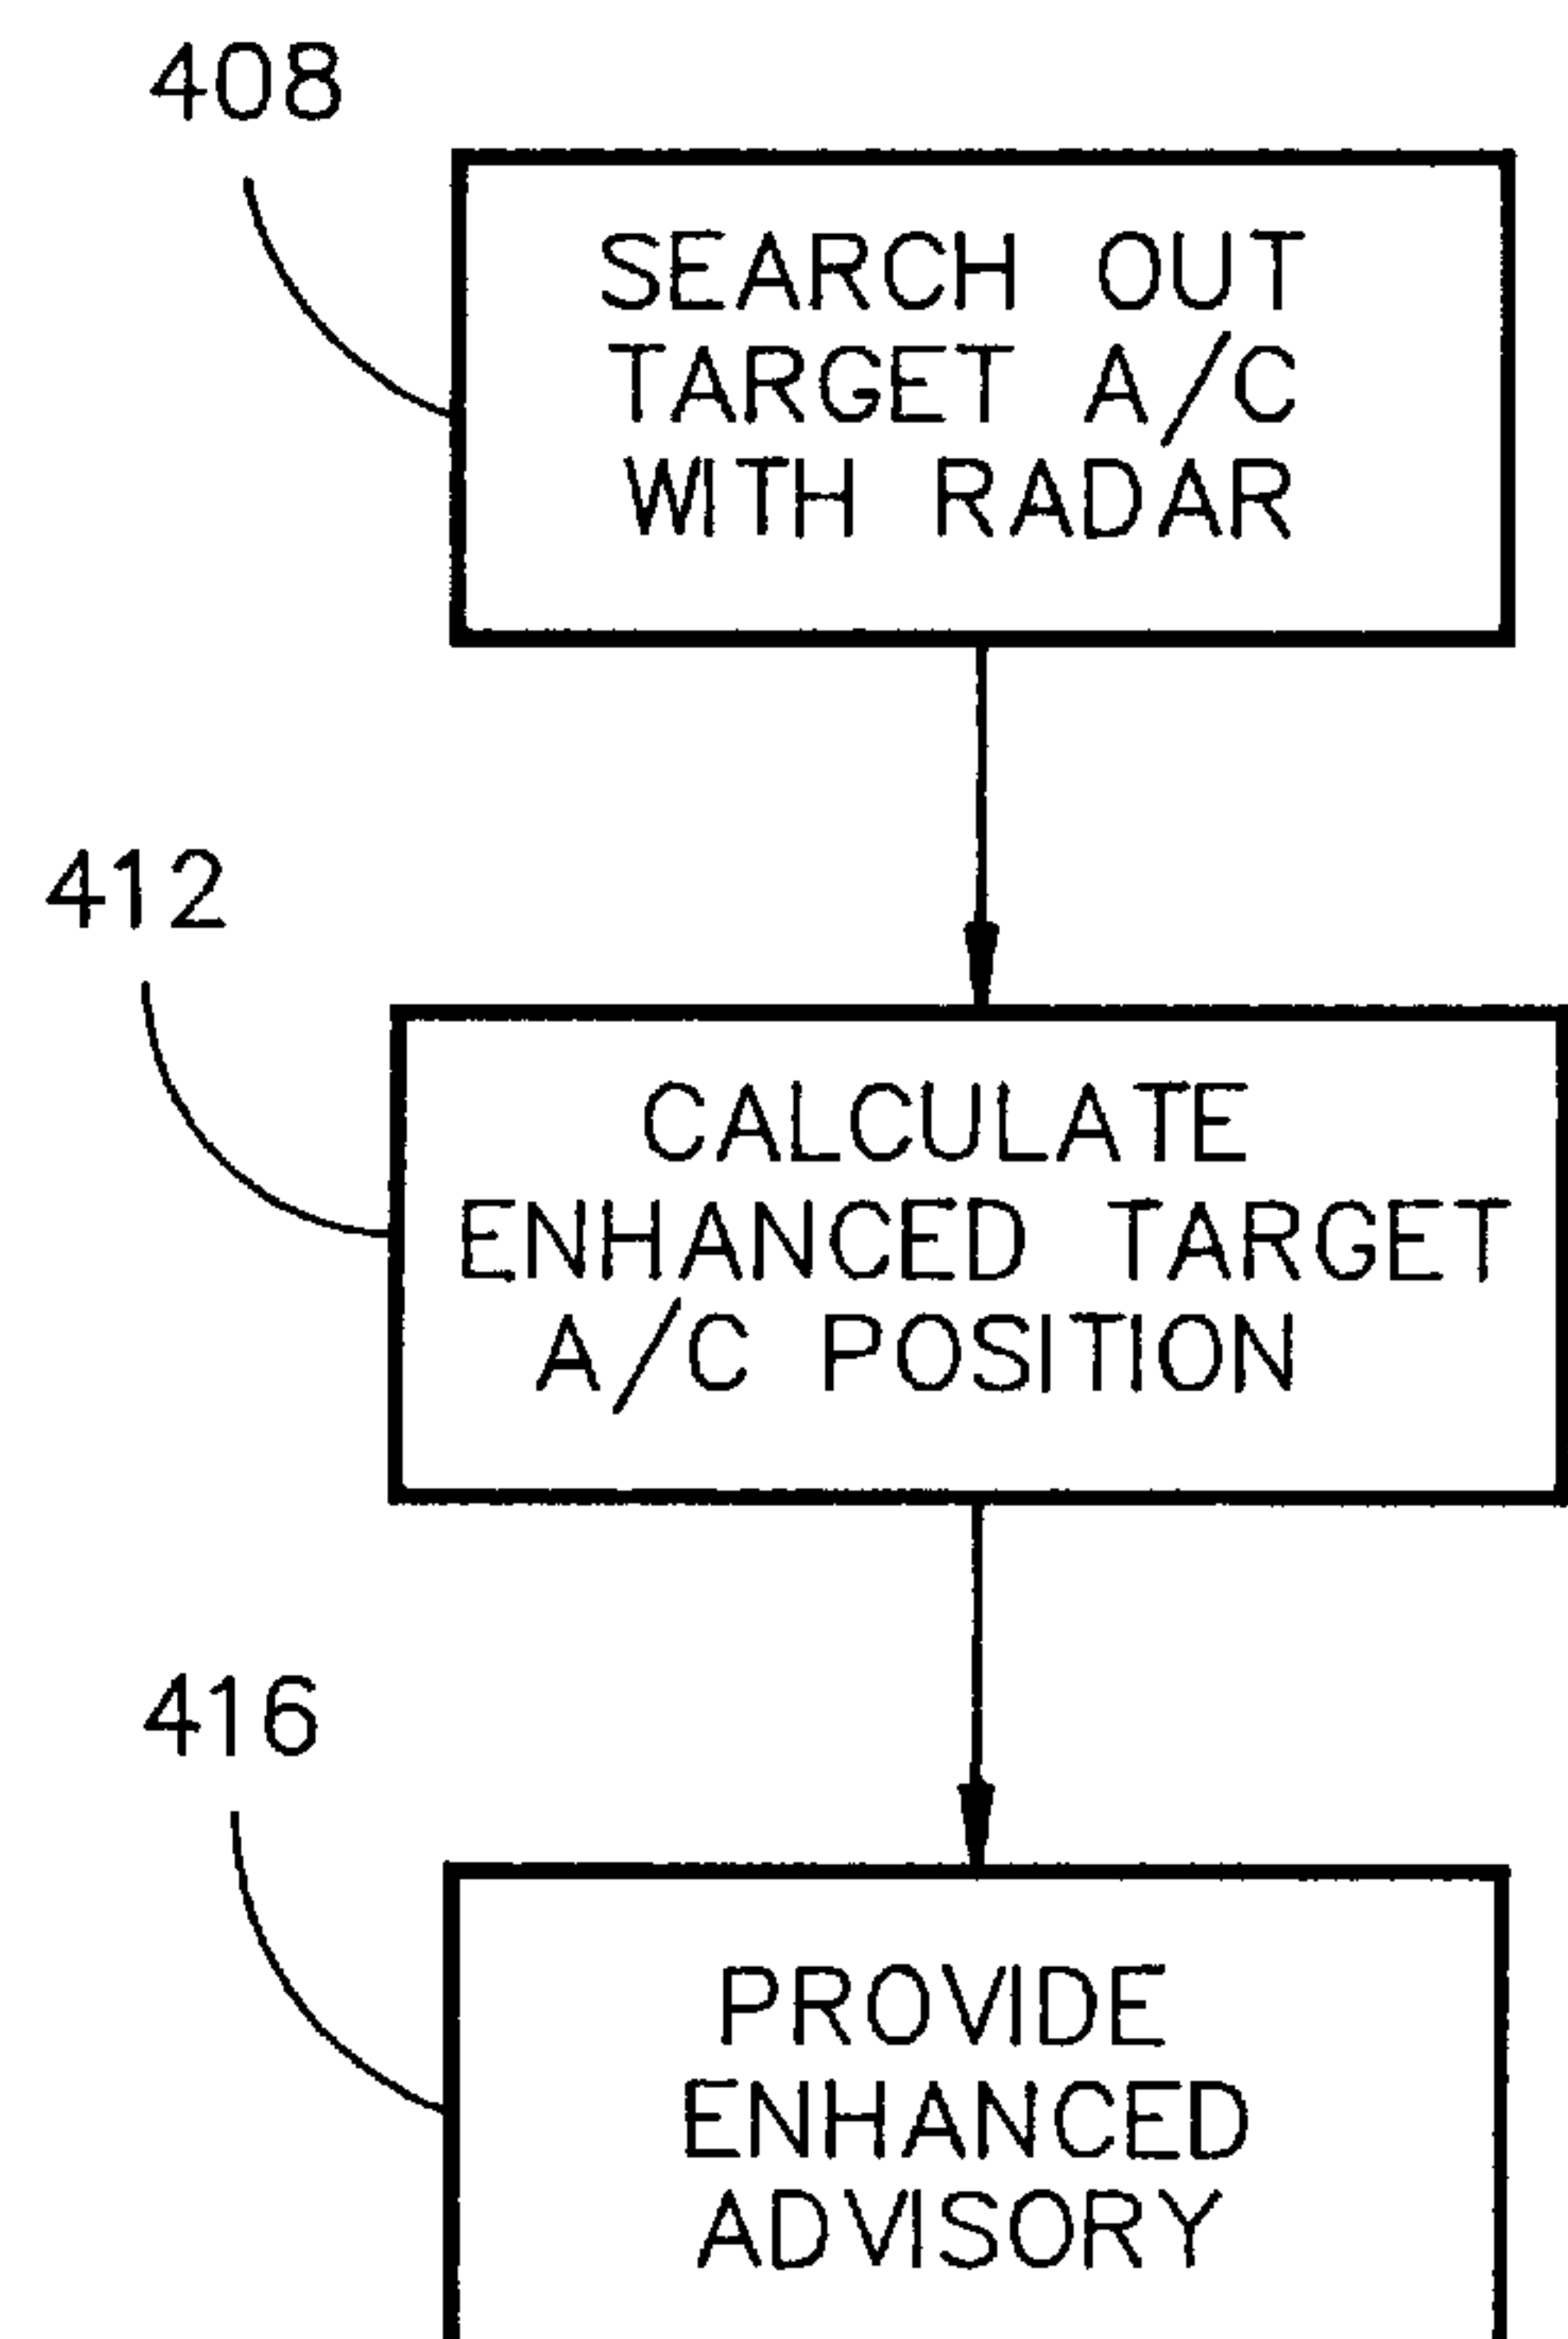 408
SEARCH OUT
TARGET A/C
WITH RADAR
412
CALCULATE
ENHANCED TARGET
A/C POSITION
416
PROVIDE
ENHANCED
ADVISORY